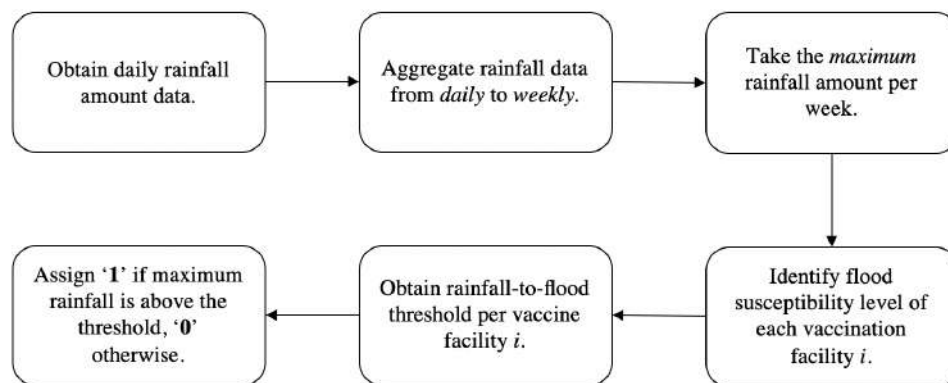 Obtain daily rainfall
amount data.
Aggregate rainfall data
from daily to weekly.
Take the maximum
rainfall amount per
week.
Identify flood
susceptibility level of
each vaccination
facility i.
Obtain rainfall-to-flood
threshold per vaccine
facility i.
Assign ‘1’ if maximum
rainfall is above the
threshold, ‘0’
otherwise.